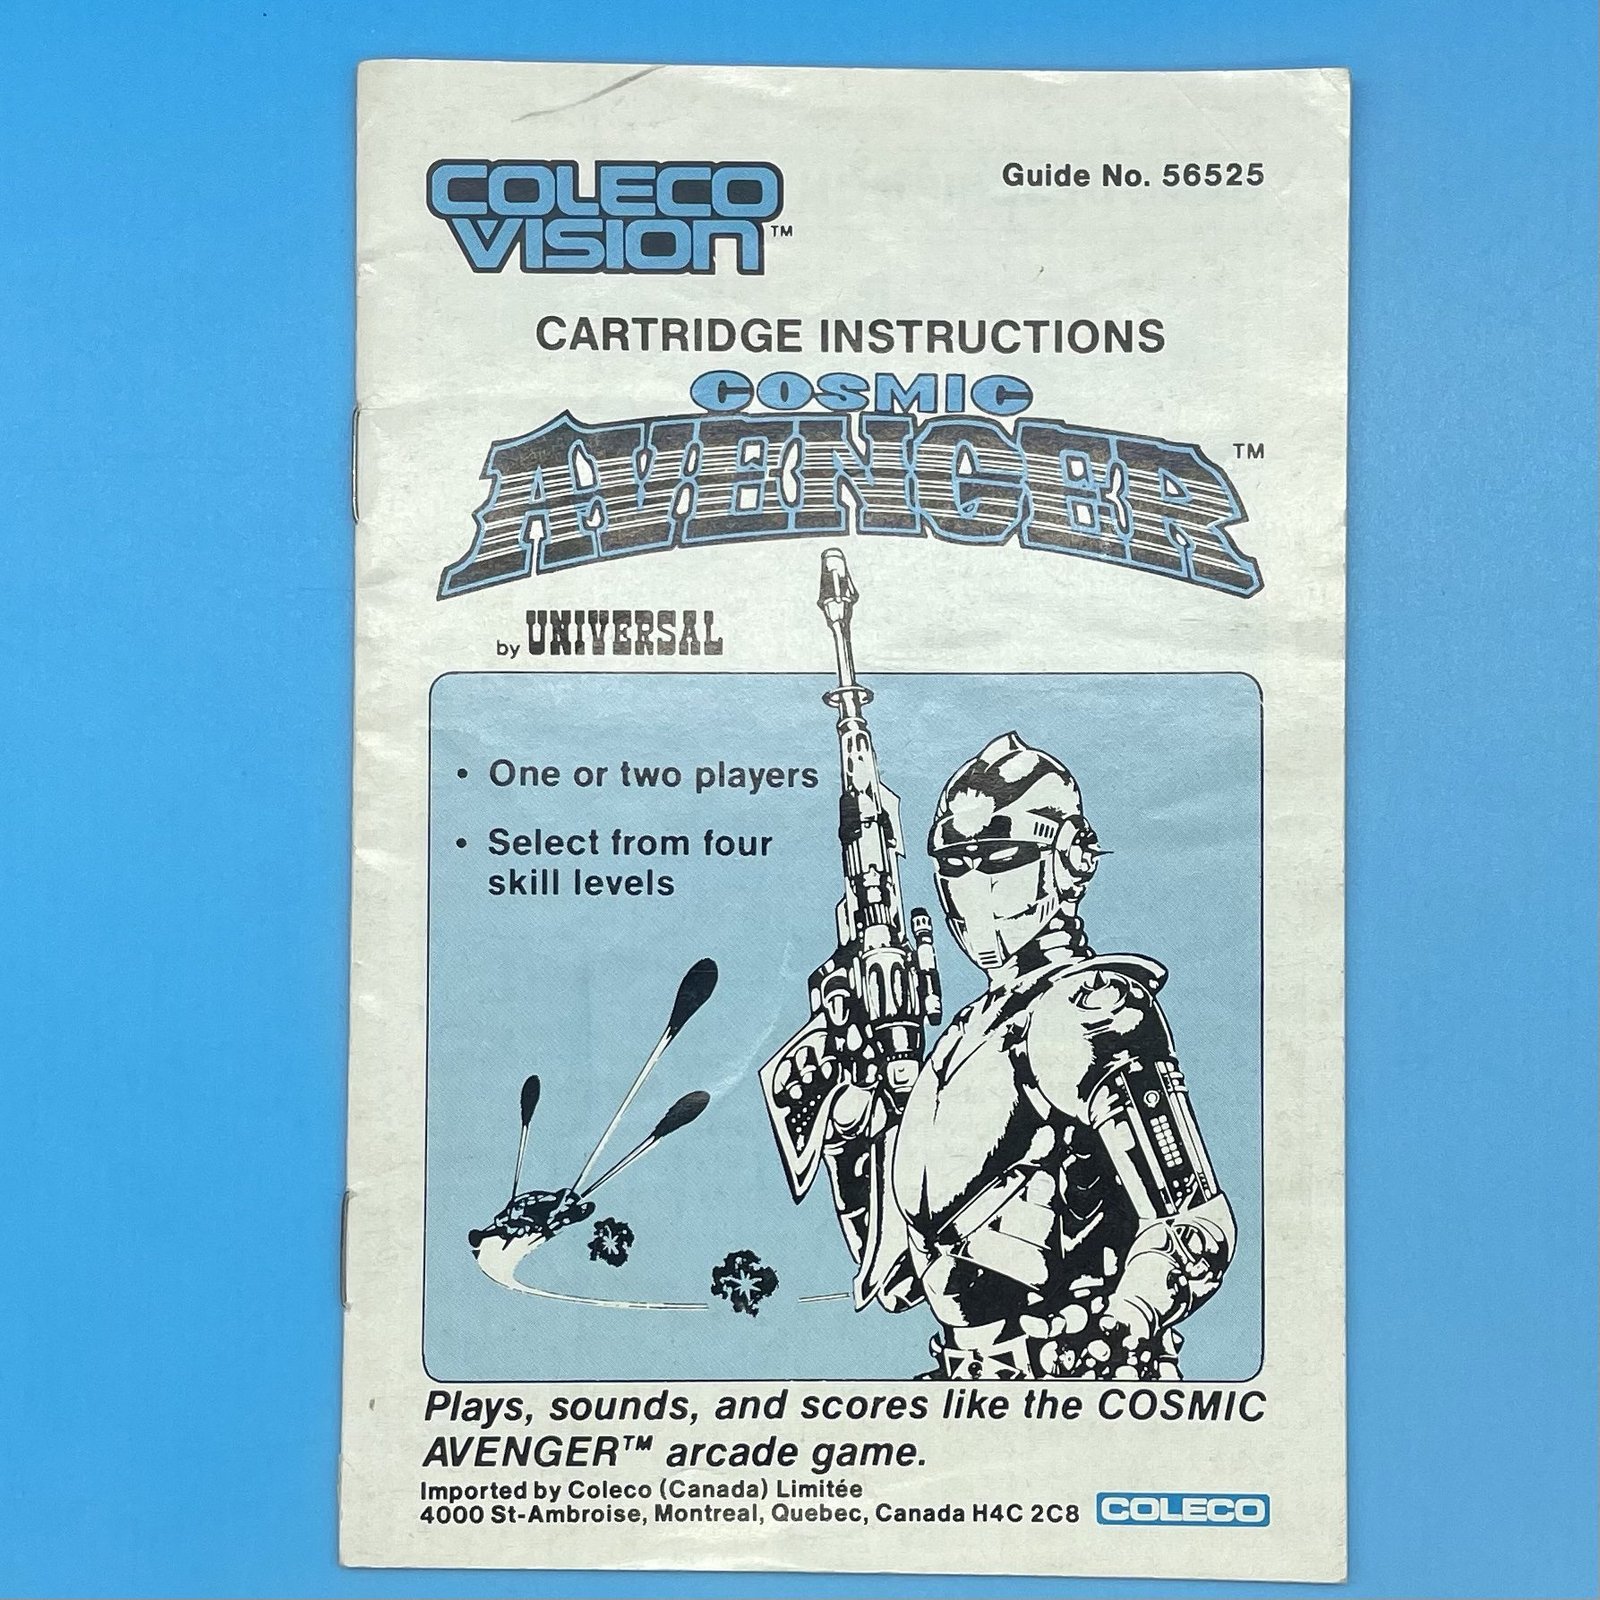 COLECO
VISION™
Guide No. 56525
CARTRIDGE INSTRUCTIONS
COSMIC
AVENGER™
by UNIVERSAL
• One or two players
• Select from four
skill levels
Plays, sounds, and scores like the COSMIC
AVENGER™ arcade game.
Imported by Coleco (Canada) Limitée
4000 St-Ambroise, Montreal, Quebec, Canada H4C 2C8
COLECO